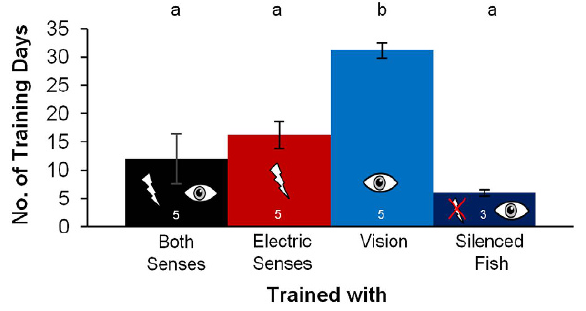 a a b a
No. of Training Days
35
30
25
20
15
10
5
0
5 5 5 3
Both Senses
Electric Senses
Vision
Silenced Fish
Trained with